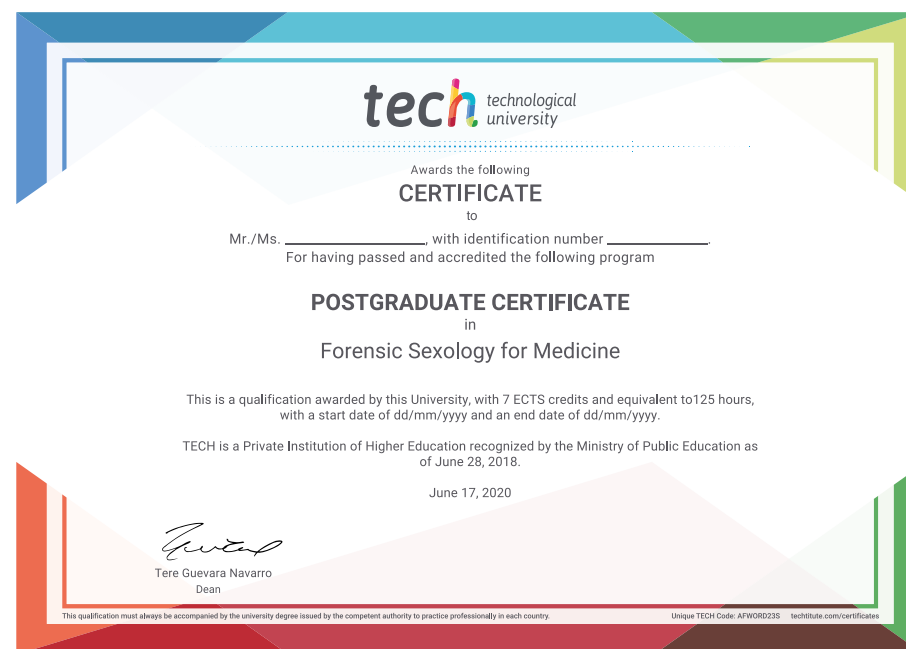 tech technological
university
Awards the following
CERTIFICATE
to
Mr./Ms. ____________________, with identification number ______________.
For having passed and accredited the following program
POSTGRADUATE CERTIFICATE
in
Forensic Sexology for Medicine
This is a qualification awarded by this University, with 7 ECTS credits and equivalent to125 hours,
with a start date of dd/mm/yyyy and an end date of dd/mm/yyyy.
TECH is a Private Institution of Higher Education recognized by the Ministry of Public Education as
of June 28, 2018.
June 17, 2020
Tere Guevara Navarro
Dean
This qualification must always be accompanied by the university degree issued by the competent authority to practice professionally in each country. Unique TECH Code: AFWORD23S techtitute.com/certificates